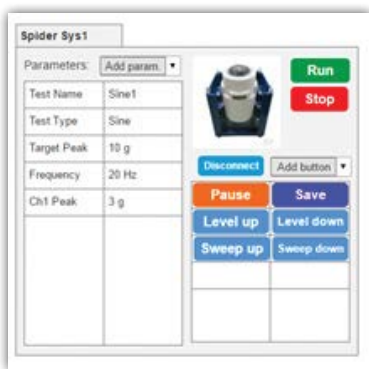 Spider Sys1
Parameters: Add param.
Test Name Sine1
Test Type Sine
Target Peak 10 g
Frequency 20 Hz
Ch1 Peak 3 g
Run
Stop
Disconnect Add button
Pause Save
Level up Level down
Sweep up Sweep down